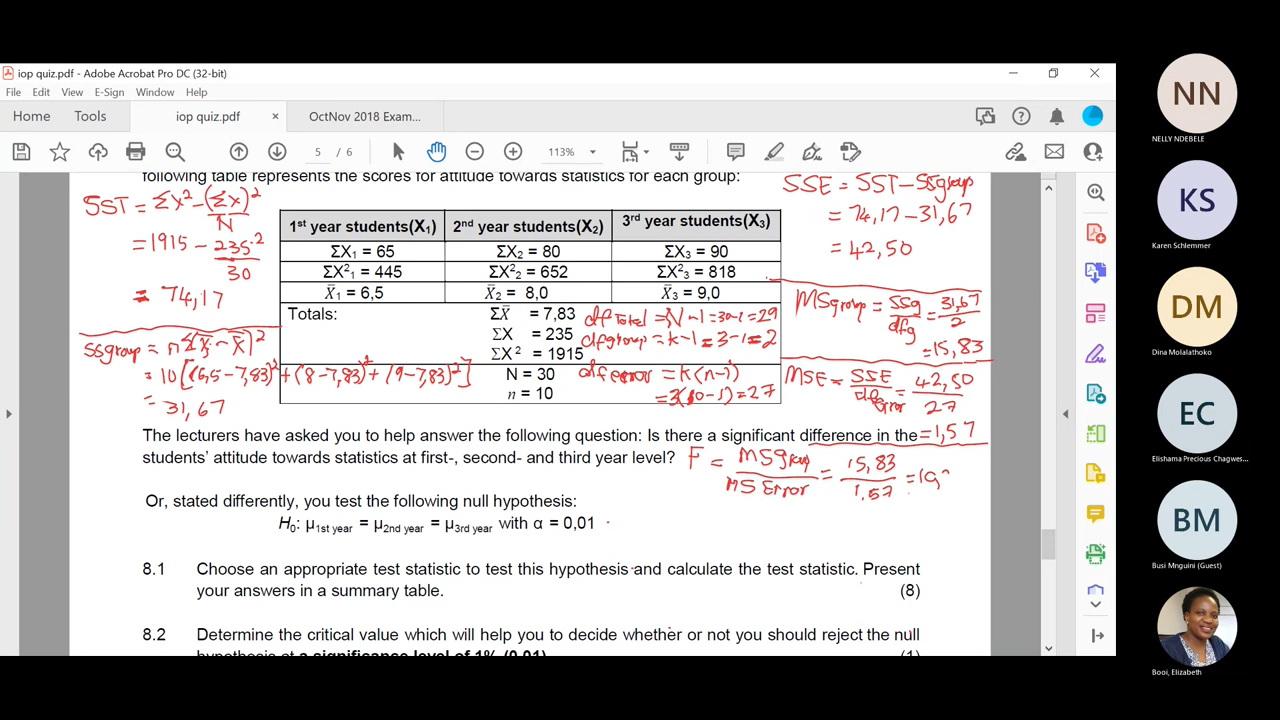 iop quiz.pdf - Adobe Acrobat Pro DC (32-bit)
File Edit View E-Sign Window Help
Home Tools iop quiz.pdf × OctNov 2018 Exam...
5 / 6 113%
following table represents the scores for attitude towards statistics for each group:
SST = Σx² - (Σx)²
N
= 1915 - 235²
30
= 74,17
SSgroup = n Σ(X̄j - X̄)²
= 10[(6,5 - 7,83)² + (8 - 7,83)² + (9 - 7,83)²]
= 31,67
1st year students(X1) 2nd year students(X2) 3rd year students(X3)
ΣX1 = 65 ΣX2 = 80 ΣX3 = 90
ΣX²1 = 445 ΣX²2 = 652 ΣX²3 = 818
X̄1 = 6,5 X̄2 = 8,0 X̄3 = 9,0
Totals: ΣX̄ = 7,83
ΣX = 235
ΣX² = 1915
N = 30
n = 10
dfTotal = N-1 = 30-1 = 29
dfgroup = k-1 = 3-1 = 2
df error = k(n-1)
= 3(10-1) = 27
SSE = SST - SSgroup
= 74,17 - 31,67
= 42,50
MSgroup = SSg = 31,67
dfg 2
= 15,83
MSE = SSE = 42,50
df Error 27
= 1,57
The lecturers have asked you to help answer the following question: Is there a significant difference in the
students' attitude towards statistics at first-, second- and third year level?
F = MSgroup = 15,83 = 10,
MS Error 1,57
Or, stated differently, you test the following null hypothesis:
H0: μ1st year = μ2nd year = μ3rd year with α = 0,01
8.1 Choose an appropriate test statistic to test this hypothesis and calculate the test statistic. Present
your answers in a summary table. (8)
8.2 Determine the critical value which will help you to decide whether or not you should reject the null
hypothesis at a significance level of 1% (0,01) (1)
NN
NELLY NDEBELE
KS
Karen Schlemmer
DM
Dina Molalathoko
EC
Elishama Precious Chagwes...
BM
Busi Mnguini (Guest)
Booi, Elizabeth